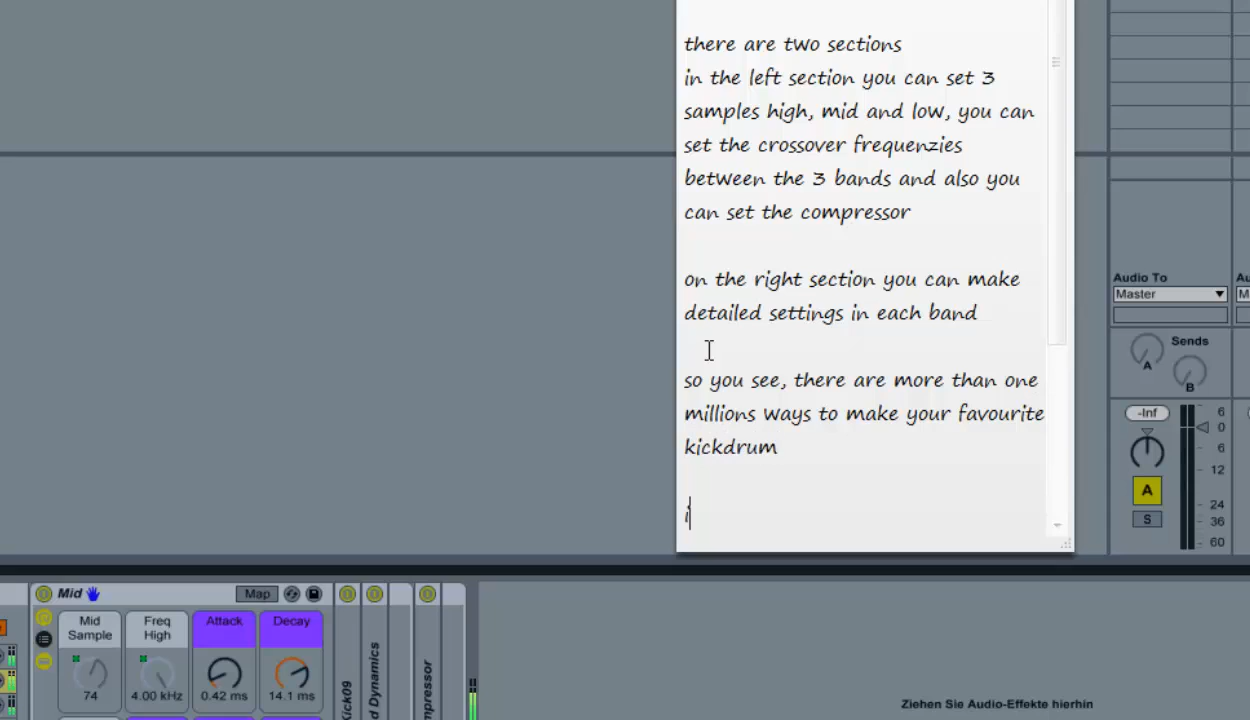 there are two sections
in the left section you can set 3
samples high, mid and low, you can
set the crossover frequenzies
between the 3 bands and also you
can set the compressor
on the right section you can make
detailed settings in each band
so you see, there are more than one
millions ways to make your favourite
kickdrum
i
Audio To
Master
Sends
A
B
-Inf
6
0
6
12
24
36
60
A
S
Mid
Map
Mid Sample
Freq High
Attack
Decay
74
4.00 kHz
0.42 ms
14.1 ms
Kick09
d Dynamics
mpressor
Ziehen Sie Audio-Effekte hierhin